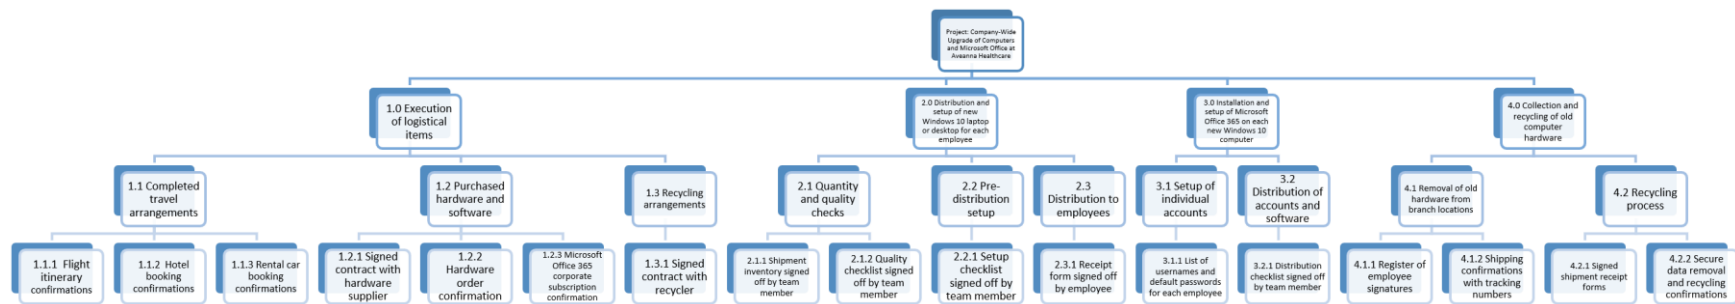 Project: Company-Wide
Upgrade of Computers
and Microsoft Office at
Aveanna Healthcare
1.0 Execution
of logistical
items
2.0 Distribution and
setup of new
Windows 10 laptop
or desktop for each
employee
3.0 Installation and
setup of Microsoft
Office 365 on each
new Windows 10
computer
4.0 Collection and
recycling of old
computer
hardware
1.1 Completed
travel
arrangements
1.2 Purchased
hardware and
software
1.3 Recycling
arrangements
2.1 Quantity
and quality
checks
2.2 Pre-
distribution
setup
2.3
Distribution to
employees
3.1 Setup of
individual
accounts
3.2
Distribution of
accounts and
software
4.1 Removal of old
hardware from
branch locations
4.2 Recycling
process
1.1.1 Flight
itinerary
confirmations
1.1.2 Hotel
booking
confirmations
1.1.3 Rental car
booking
confirmations
1.2.1 Signed
contract with
hardware
supplier
1.2.2
Hardware
order
confirmation
1.2.3 Microsoft
Office 365
corporate
subscription
confirmation
1.3.1 Signed
contract with
recycler
2.1.1 Shipment
inventory signed
off by team
member
2.1.2 Quality
checklist signed
off by team
member
2.2.1 Setup
checklist
signed off by
team member
2.3.1 Receipt
form signed off
by employee
3.1.1 List of
usernames and
default passwords
for each employee
3.2.1 Distribution
checklist signed off
by team member
4.1.1 Register of
employee
signatures
4.1.2 Shipping
confirmations
with tracking
numbers
4.2.1 Signed
shipment receipt
forms
4.2.2 Secure
data removal
and recycling
confirmations